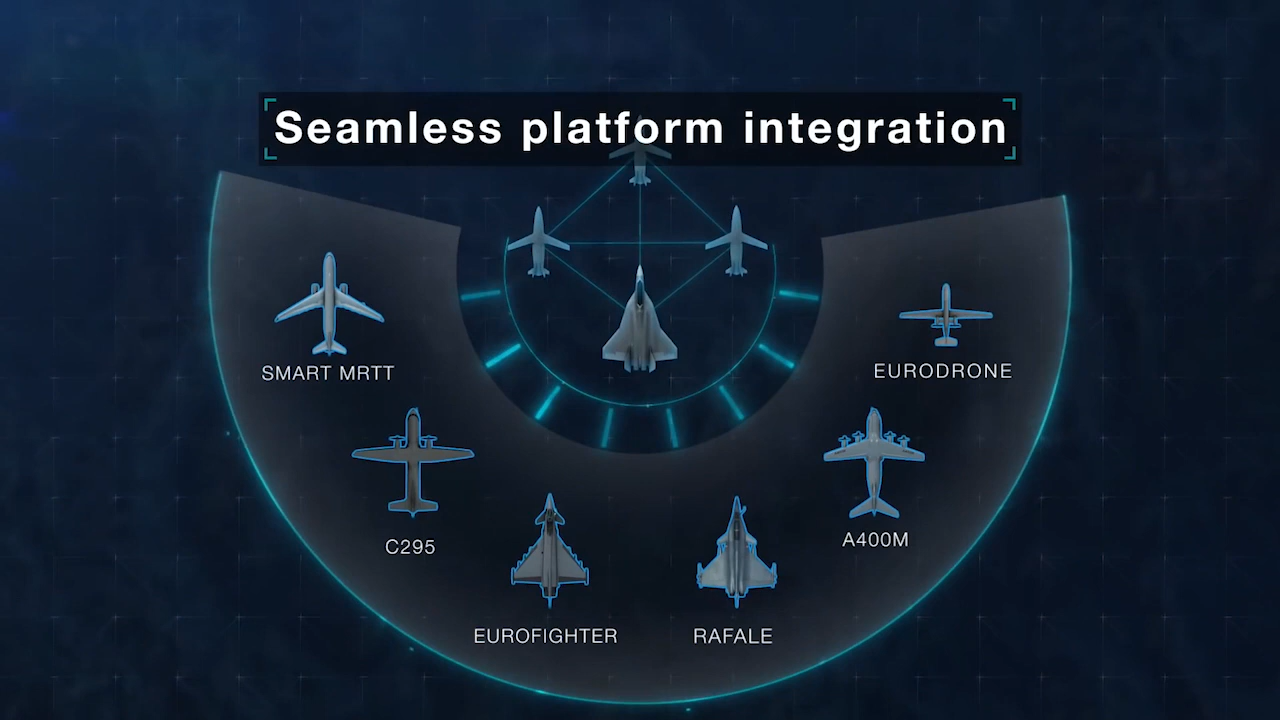 Seamless platform integration
SMART MRTT
EURODRONE
C295
A400M
EUROFIGHTER
RAFALE